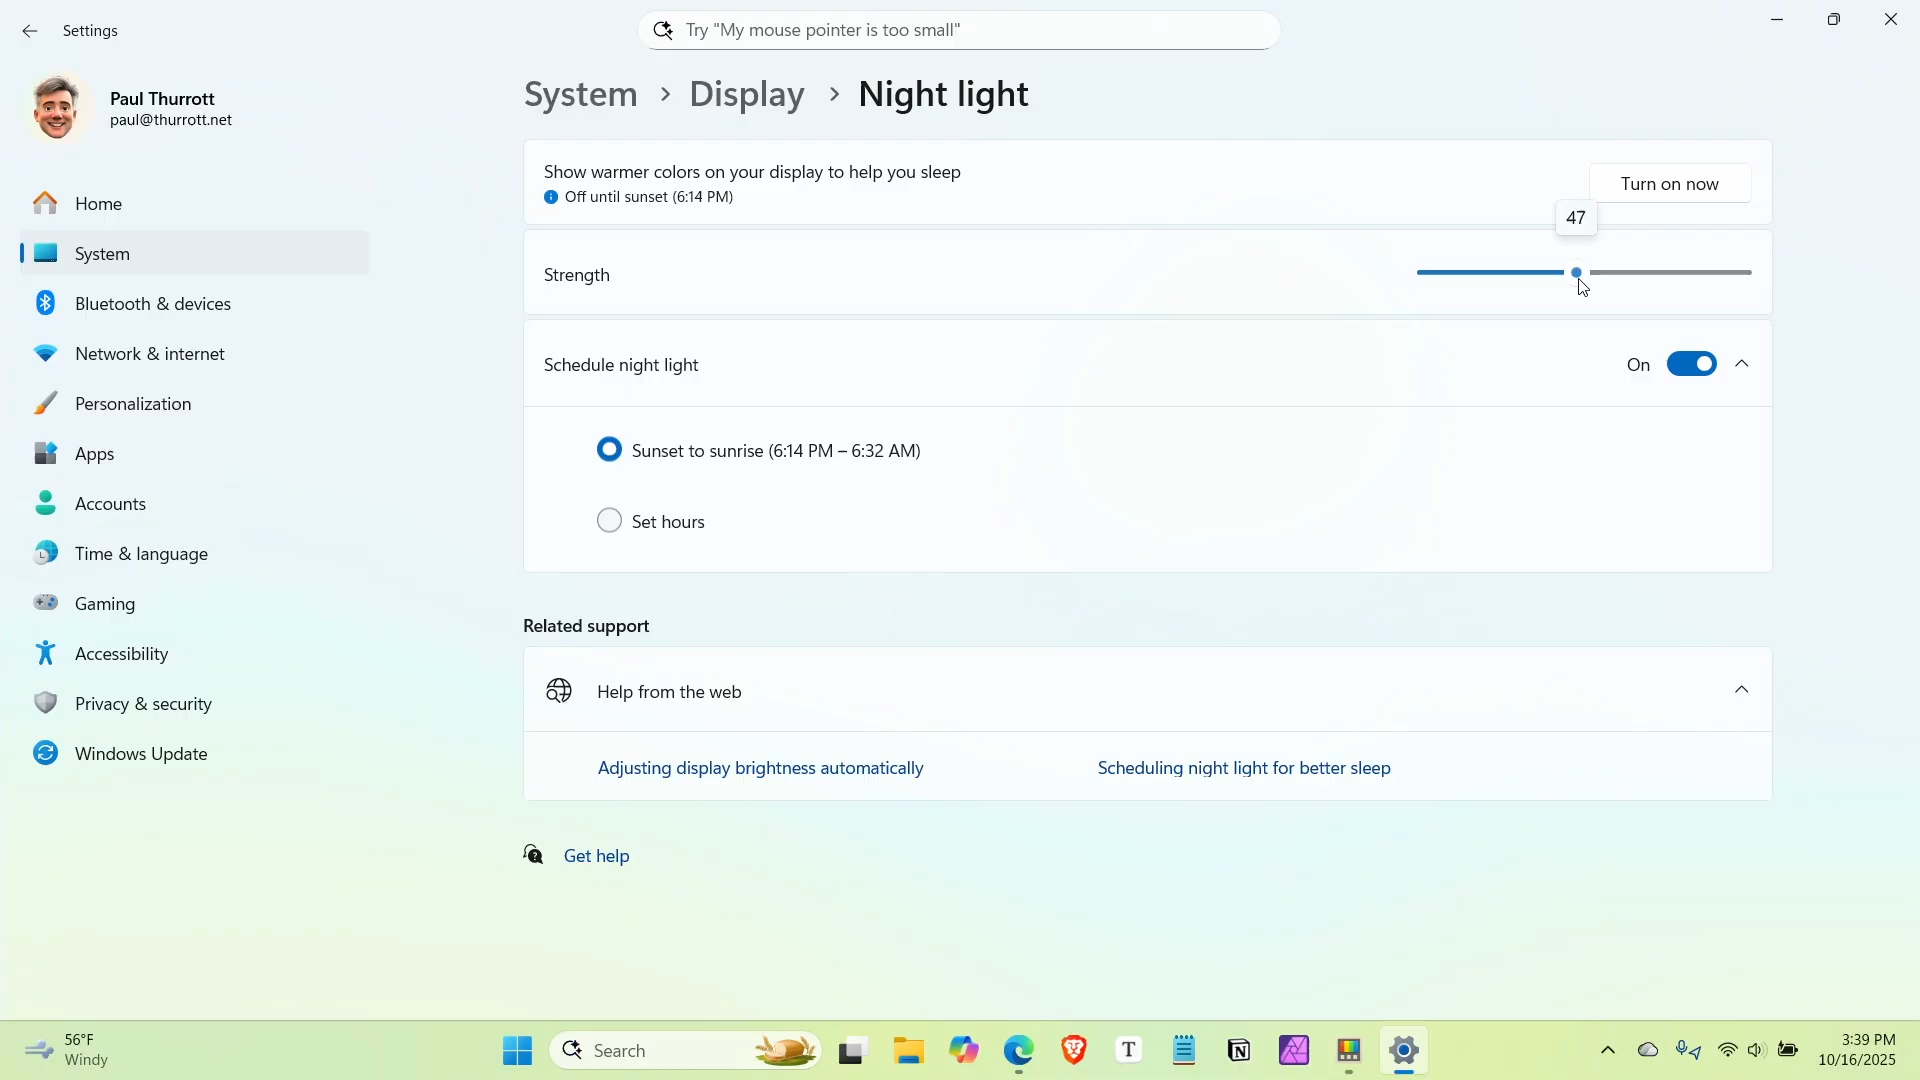 Settings
Try "My mouse pointer is too small"
Paul Thurrott
paul@thurrott.net
Home
System
Bluetooth & devices
Network & internet
Personalization
Apps
Accounts
Time & language
Gaming
Accessibility
Privacy & security
Windows Update
System > Display > Night light
Show warmer colors on your display to help you sleep
Off until sunset (6:14 PM)
Turn on now
47
Strength
Schedule night light
On
Sunset to sunrise (6:14 PM – 6:32 AM)
Set hours
Related support
Help from the web
Adjusting display brightness automatically
Scheduling night light for better sleep
Get help
56°F
Windy
Search
T
N
3:39 PM
10/16/2025